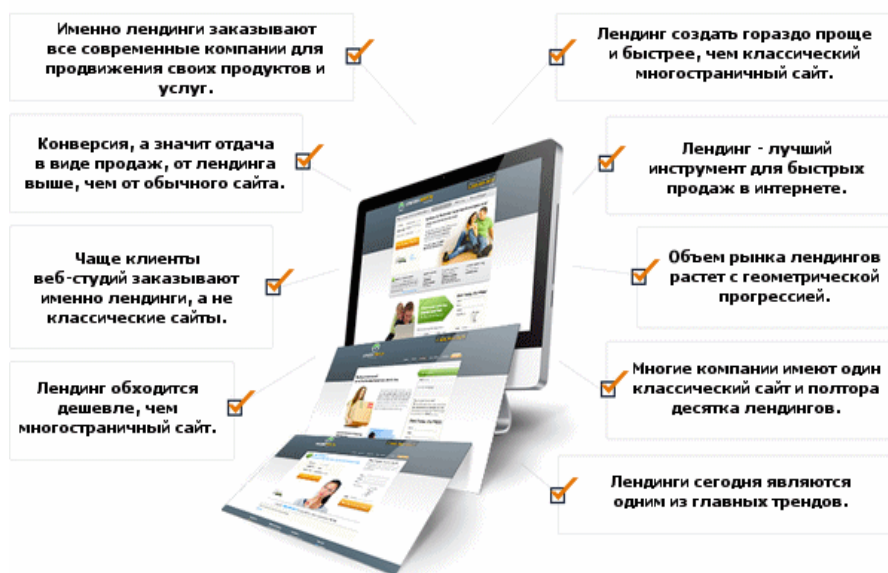 Именно лендинги заказывают
все современные компании для
продвижения своих продуктов и
услуг.
Конверсия, а значит отдача
в виде продаж, от лендинга
выше, чем от обычного сайта.
Чаще клиенты
веб-студий заказывают
именно лендинги, а не
классические сайты.
Лендинг обходится
дешевле, чем
многостраничный сайт.
Лендинг создать гораздо проще
и быстрее, чем классический
многостраничный сайт.
Лендинг - лучший
инструмент для быстрых
продаж в интернете.
Объем рынка лендингов
растет с геометрической
прогрессией.
Многие компании имеют один
классический сайт и полтора
десятка лендингов.
Лендинги сегодня являются
одним из главных трендов.